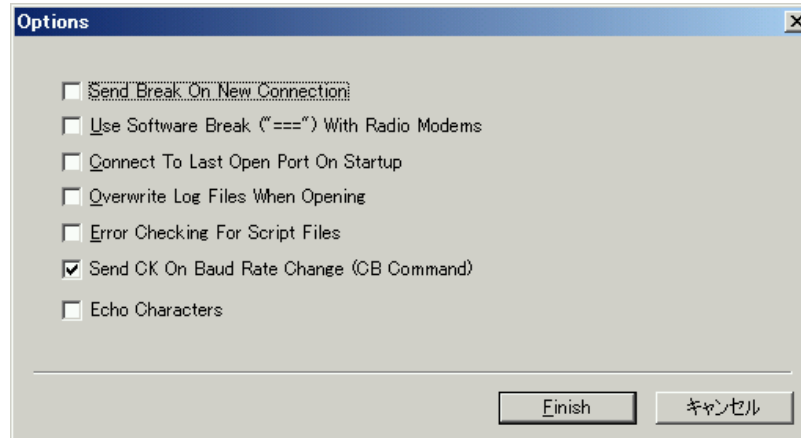 Options
Send Break On New Connection
Use Software Break ("===") With Radio Modems
Connect To Last Open Port On Startup
Overwrite Log Files When Opening
Error Checking For Script Files
Send CK On Baud Rate Change (CB Command)
Echo Characters
Finish
キャンセル